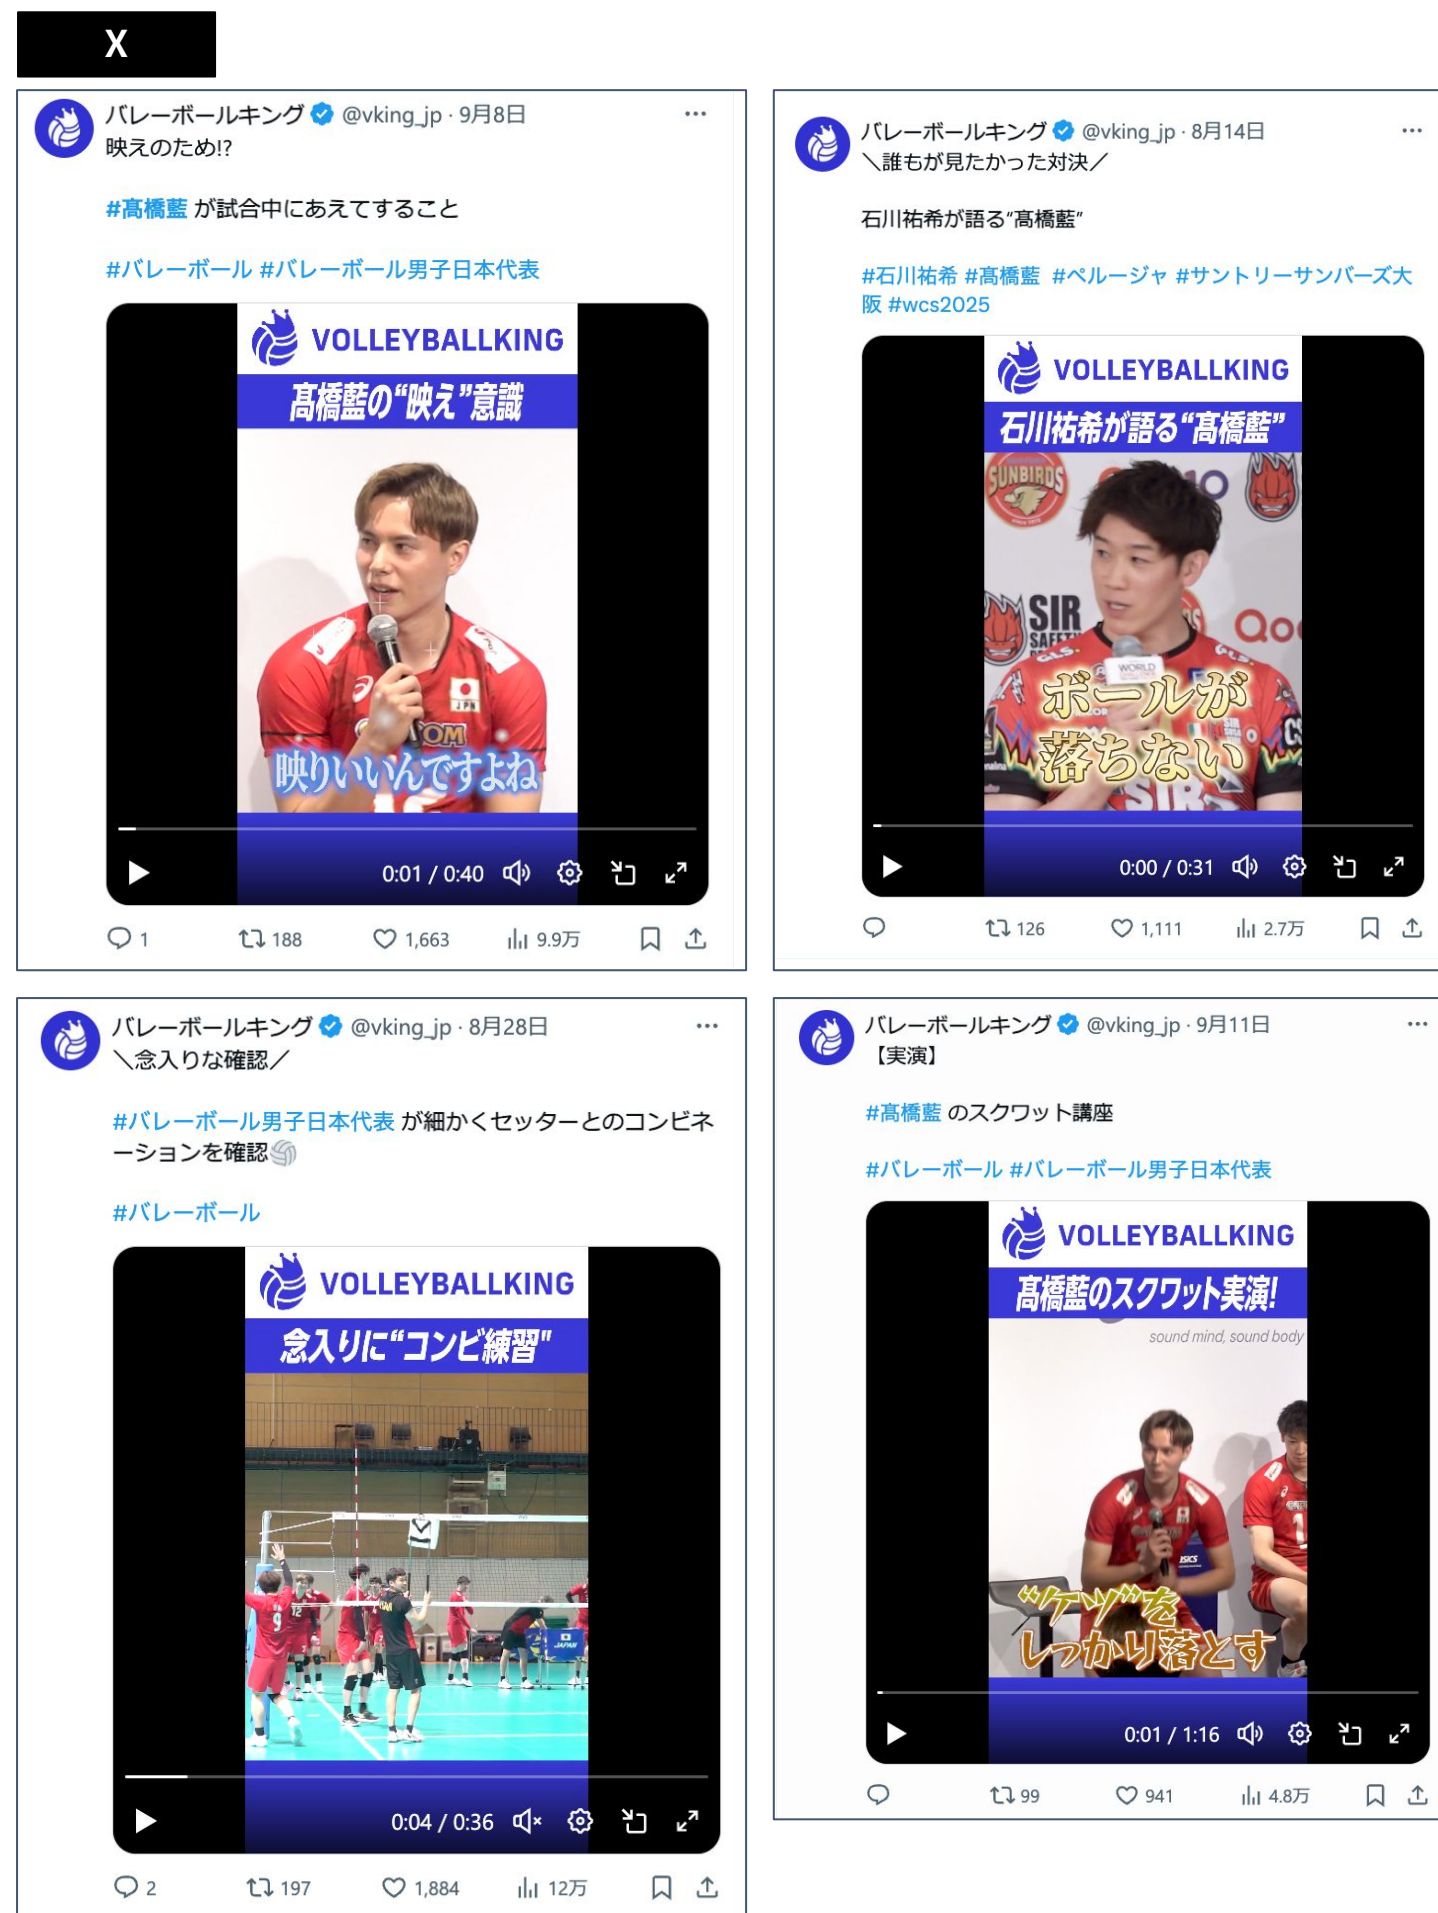 X
バレーボールキング @vking_jp · 9月8日
映えのため!?
#髙橋藍 が試合中にあえてすること
#バレーボール #バレーボール男子日本代表
VOLLEYBALLKING
髙橋藍の“映え”意識
JPN
映りいいんですよね
0:01 / 0:40
1 188 1,663 9.9万
バレーボールキング @vking_jp · 8月14日
＼誰もが見たかった対決／
石川祐希が語る“髙橋藍”
#石川祐希 #髙橋藍 #ペルージャ #サントリーサンバーズ大
阪 #wcs2025
VOLLEYBALLKING
石川祐希が語る“髙橋藍”
SUNBIRDS
SIR
WORLD
ボールが
落ちない
0:00 / 0:31
126 1,111 2.7万
バレーボールキング @vking_jp · 8月28日
＼念入りな確認／
#バレーボール男子日本代表 が細かくセッターとのコンビネ
ーションを確認
#バレーボール
VOLLEYBALLKING
念入りに“コンビ練習”
9
12
JAPAN
0:04 / 0:36
2 197 1,884 12万
バレーボールキング @vking_jp · 9月11日
【実演】
#髙橋藍 のスクワット講座
#バレーボール #バレーボール男子日本代表
VOLLEYBALLKING
髙橋藍のスクワット実演!
sound mind, sound body
“ケツ”を
しっかり落とす
0:01 / 1:16
99 941 4.8万